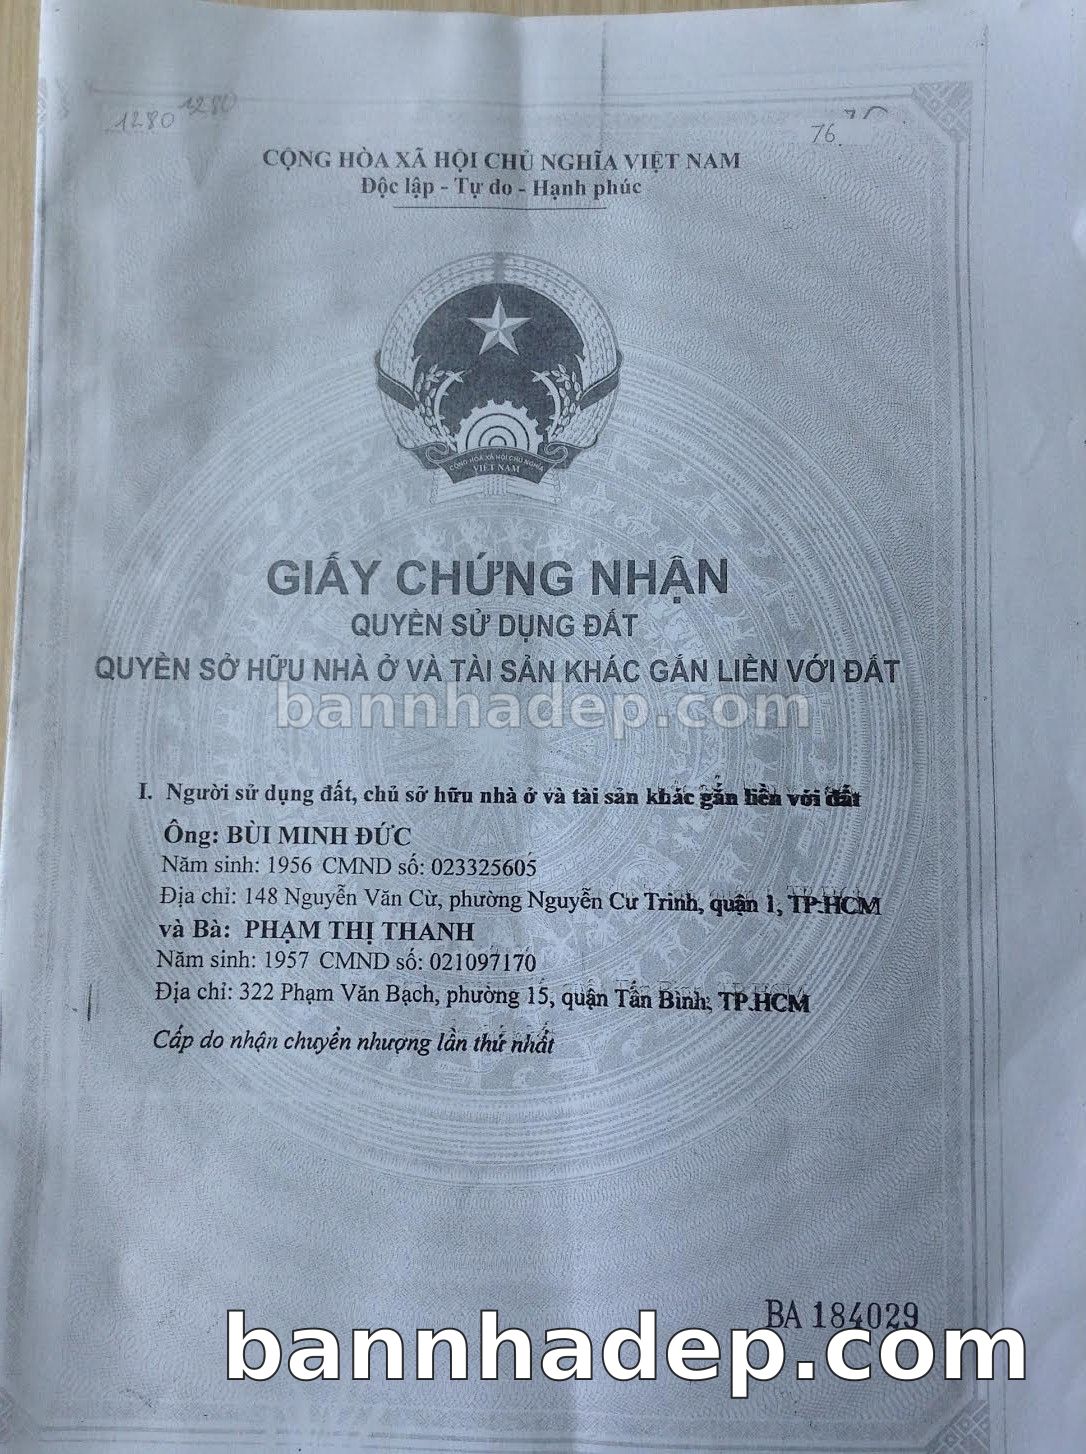 1280 1280
76
CỘNG HÒA XÃ HỘI CHỦ NGHĨA VIỆT NAM
Độc lập - Tự do - Hạnh phúc
CỘNG HÒA XÃ HỘI CHỦ NGHĨA
VIỆT NAM
GIẤY CHỨNG NHẬN
QUYỀN SỬ DỤNG ĐẤT
QUYỀN SỞ HỮU NHÀ Ở VÀ TÀI SẢN KHÁC GẮN LIỀN VỚI ĐẤT
bannhadep.com
I. Người sử dụng đất, chủ sở hữu nhà ở và tài sản khác gắn liền với đất
Ông: BÙI MINH ĐỨC
Năm sinh: 1956 CMND số: 023325605
Địa chỉ: 148 Nguyễn Văn Cừ, phường Nguyễn Cư Trinh, quận 1, TP.HCM
và Bà: PHẠM THỊ THANH
Năm sinh: 1957 CMND số: 021097170
Địa chỉ: 322 Phạm Văn Bạch, phường 15, quận Tân Bình, TP.HCM
Cấp do nhận chuyển nhượng lần thứ nhất
BA 184029
bannhadep.com